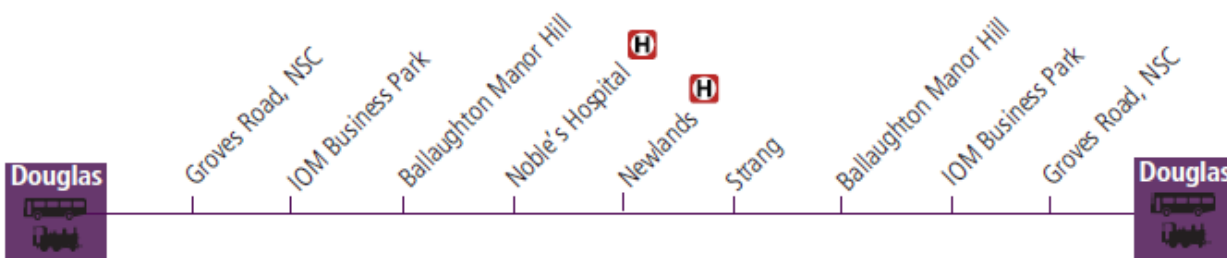 Douglas
Groves Road, NSC
IOM Business Park
Ballaughton Manor Hill
Noble's Hospital H
Newlands H
Strang
Ballaughton Manor Hill
IOM Business Park
Groves Road, NSC
Douglas